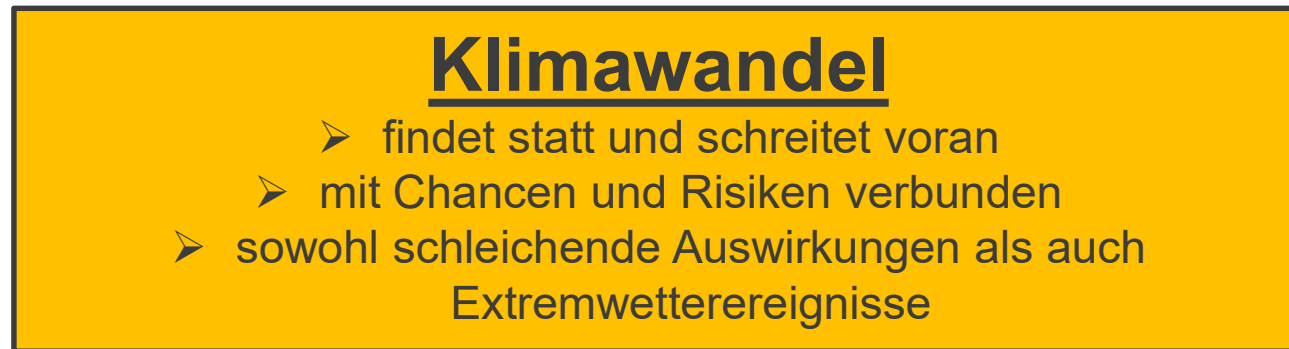 Klimawandel
➢ findet statt und schreitet voran
➢ mit Chancen und Risiken verbunden
➢ sowohl schleichende Auswirkungen als auch
Extremwetterereignisse